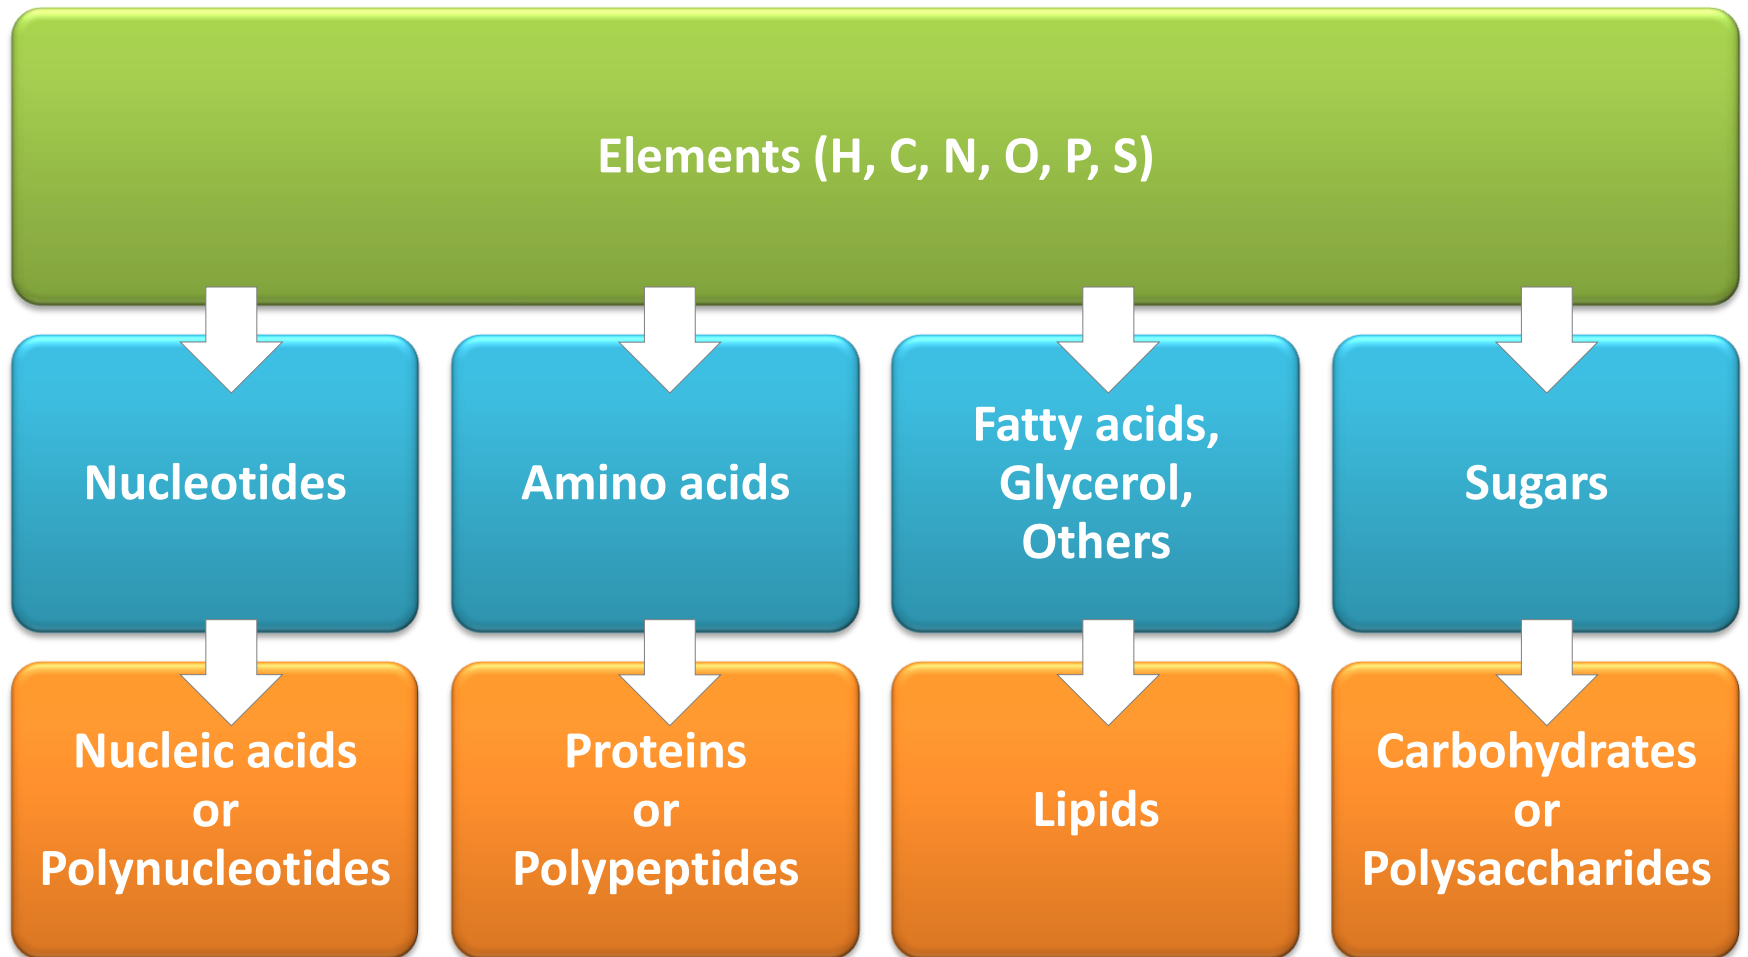 Elements (H, C, N, O, P, S)
Nucleotides
Amino acids
Fatty acids,
Glycerol,
Others
Sugars
Nucleic acids
or
Polynucleotides
Proteins
or
Polypeptides
Lipids
Carbohydrates
or
Polysaccharides